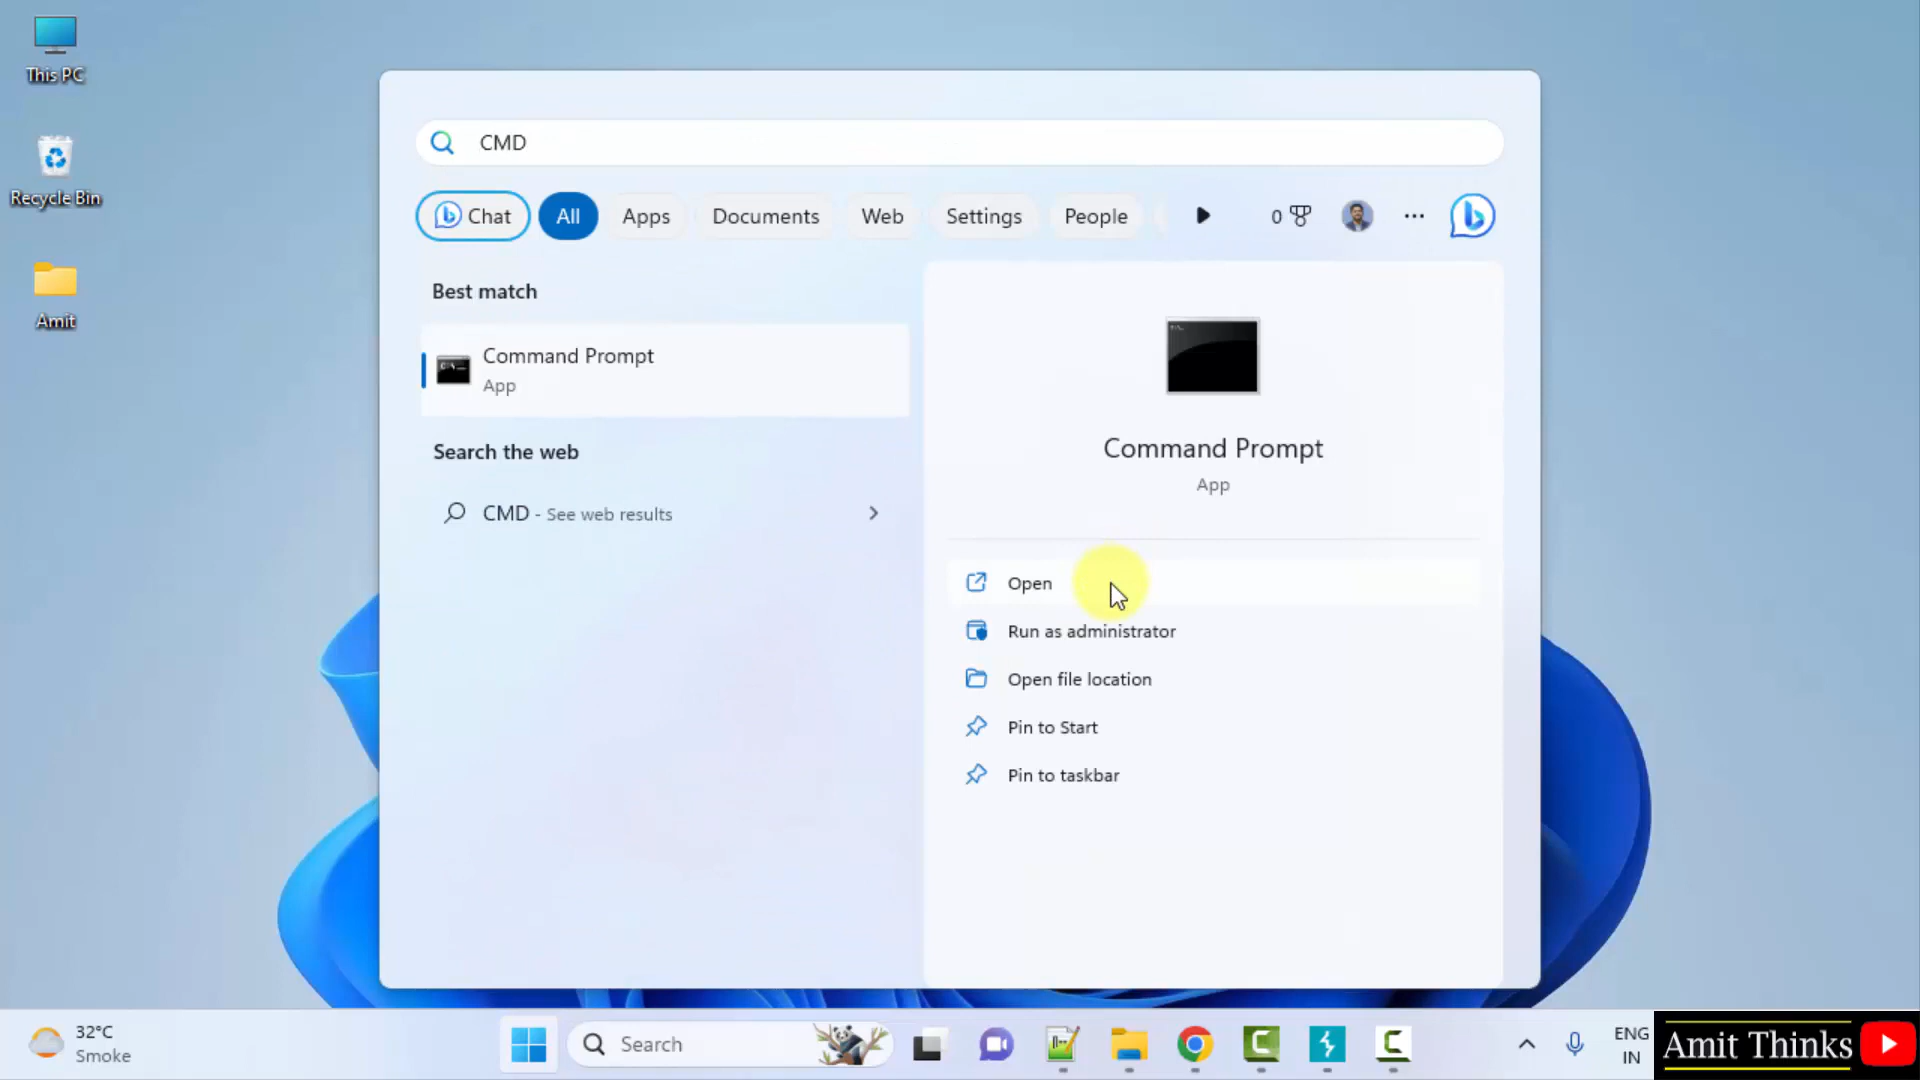 This PC
Recycle Bin
Amit
CMD
Chat
All
Apps
Documents
Web
Settings
People
0
Best match
Command Prompt
App
Search the web
CMD - See web results
Command Prompt
App
Open
Run as administrator
Open file location
Pin to Start
Pin to taskbar
32°C
Smoke
Search
ENG
IN
Amit Thinks